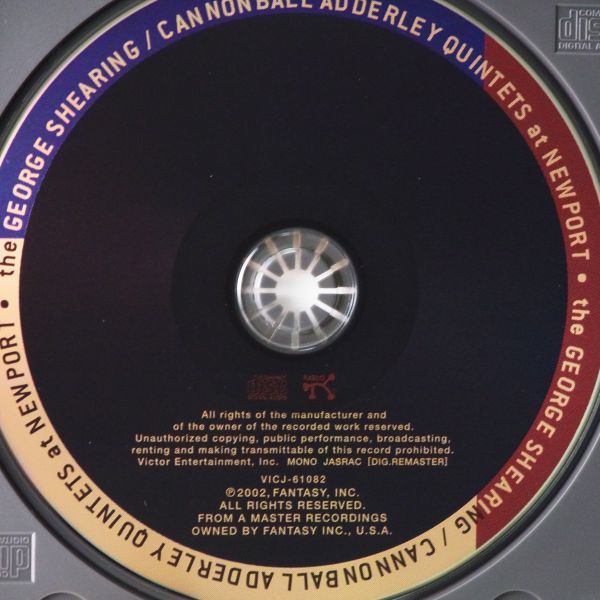 the GEORGE SHEARING / CANNONBALL ADDERLEY QUINTETS at NEWPORT •
the GEORGE SHEARING / CANNONBALL ADDERLEY QUINTETS at NEWPORT •
All rights of the manufacturer and
of the owner of the recorded work reserved.
Unauthorized copying, public performance, broadcasting,
renting and making transmittable of this record prohibited.
Victor Entertainment, Inc. MONO JASRAC [DIG.REMASTER]
VICJ-61082
℗©2002, FANTASY, INC.
ALL RIGHTS RESERVED.
FROM A MASTER RECORDINGS
OWNED BY FANTASY INC., U.S.A.